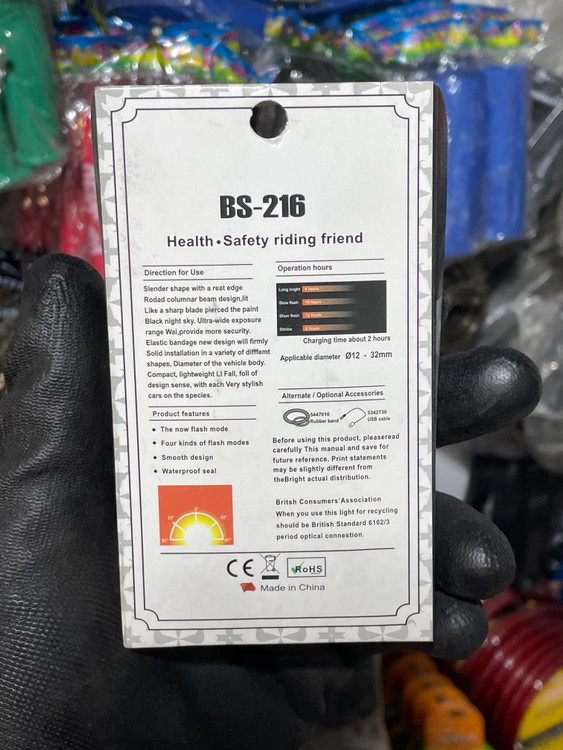 BS-216
Health•Safety riding friend
Direction for Use
Slender shape with a reat edge
Rodad columnar beam design,lit
Like a sharp blade pierced the paint
Black night sky. Ultra-wide exposure
range Wai,provide more security.
Elastic bandage new design will firmly
Solid installation in a variety of diffemt
shapes, Diameter of the vehicle body.
Compact, lightweight LI Fall, foll of
design sense, with each Very stylish
cars on the species.
Product features
• The now flash mode
• Four kinds of flash modes
• Smooth design
• Waterproof seal
Operation hours
Long bright
Slow flash
Shun flash
Strobe
Charging time about 2 hours
Applicable diameter Ø12 - 32mm
Alternate / Optional Accessories
5447016
Rubber band
5342730
USB cable
Before using this product, pleaseread
carefully This manual and save for
future reference. Print statements
may be slightly different from
theBright actual distribution.
Britsh Consumers'Association
When you use this light for recycling
should be British Standard 6102/3
period optical connestion.
CE
RoHS
Made in China